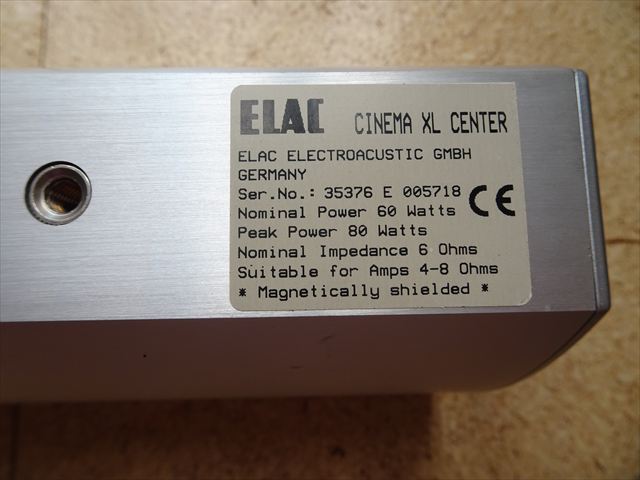 ELAC CINEMA XL CENTER
ELAC ELECTROACUSTIC GMBH
GERMANY
Ser.No.: 35376 E 005718
Nominal Power 60 Watts CE
Peak Power 80 Watts
Nominal Impedance 6 Ohms
Suitable for Amps 4-8 Ohms
* Magnetically shielded *